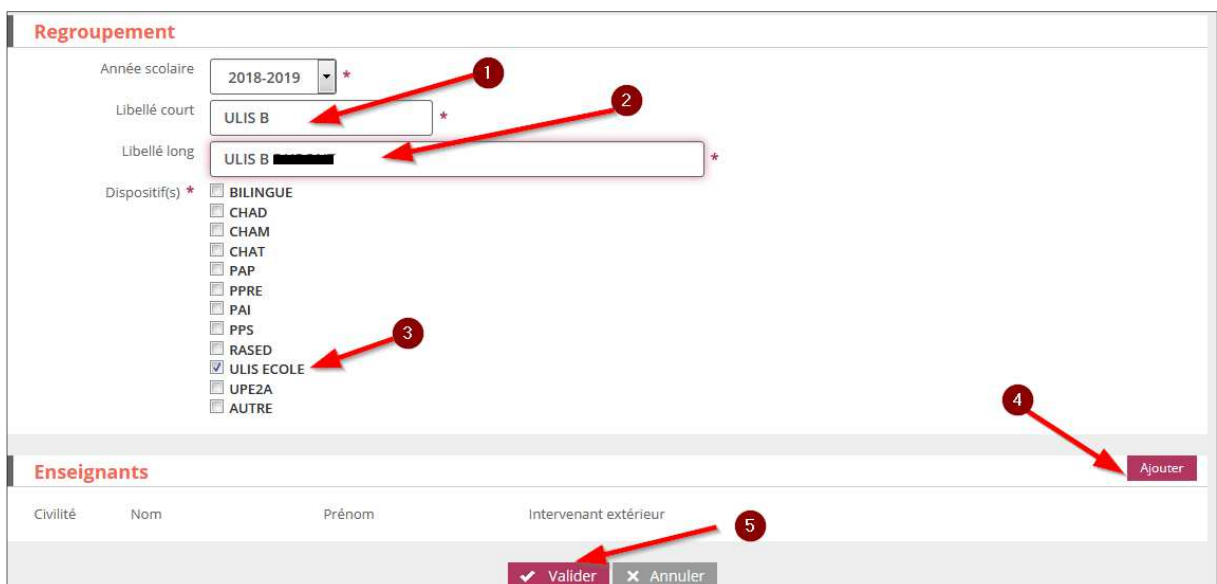 Regroupement
Année scolaire 2018-2019 * 1
Libellé court ULIS B * 2
Libellé long ULIS B *
Dispositif(s) * BILINGUE
CHAD
CHAM
CHAT
PAP
PPRE
PAI
PPS 3
RASED
ULIS ECOLE
UPE2A
AUTRE 4
Enseignants Ajouter
Civilité Nom Prénom Intervenant extérieur 5
Valider Annuler